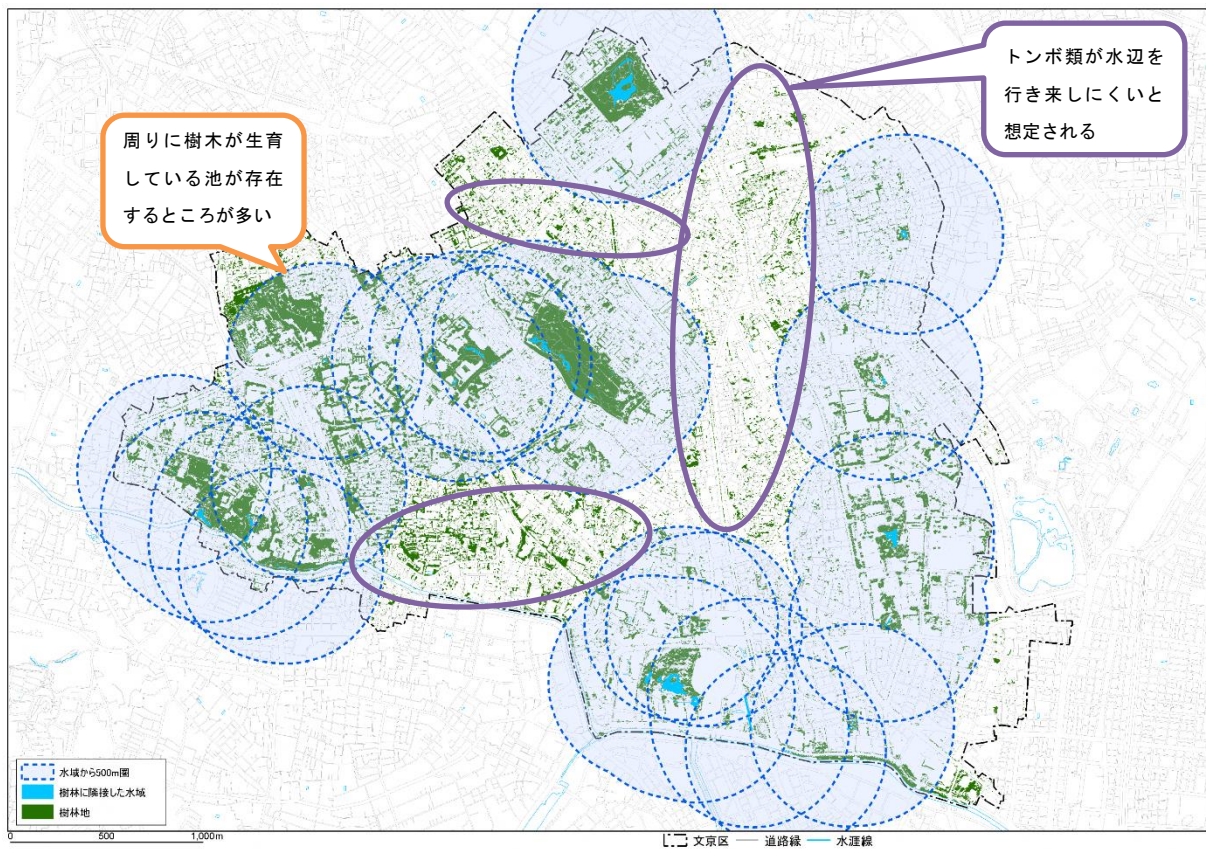 トンボ類が水辺を
行き来しにくいと
想定される
周りに樹木が生育
している池が存在
するところが多い
水域から500m圏
樹林に隣接した水域
樹林地
0 500 1,000m
文京区 道路縁 水涯線